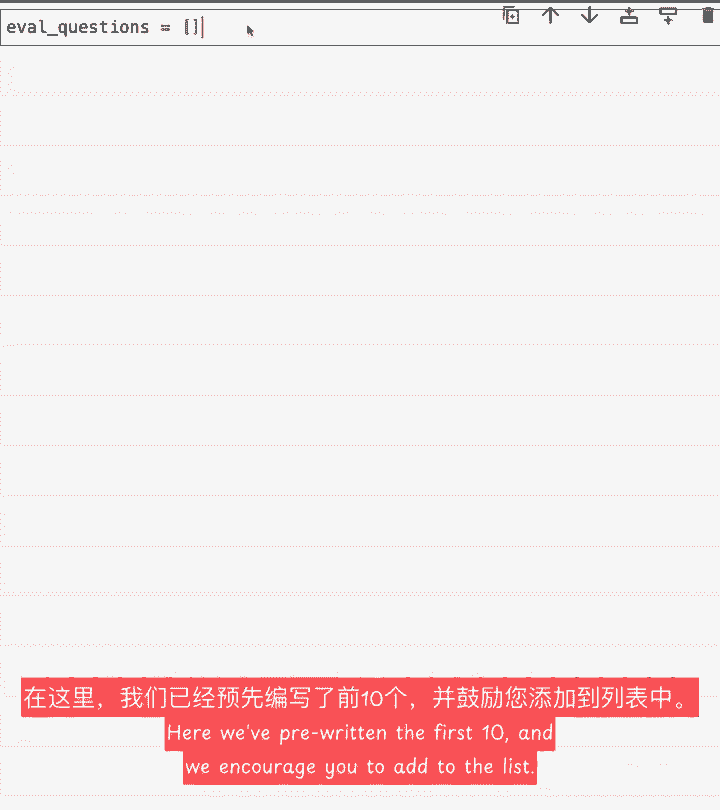 eval_questions = []
在这里，我们已经预先编写了前10个，并鼓励您添加到列表中。
Here we've pre-written the first 10, and
we encourage you to add to the list.